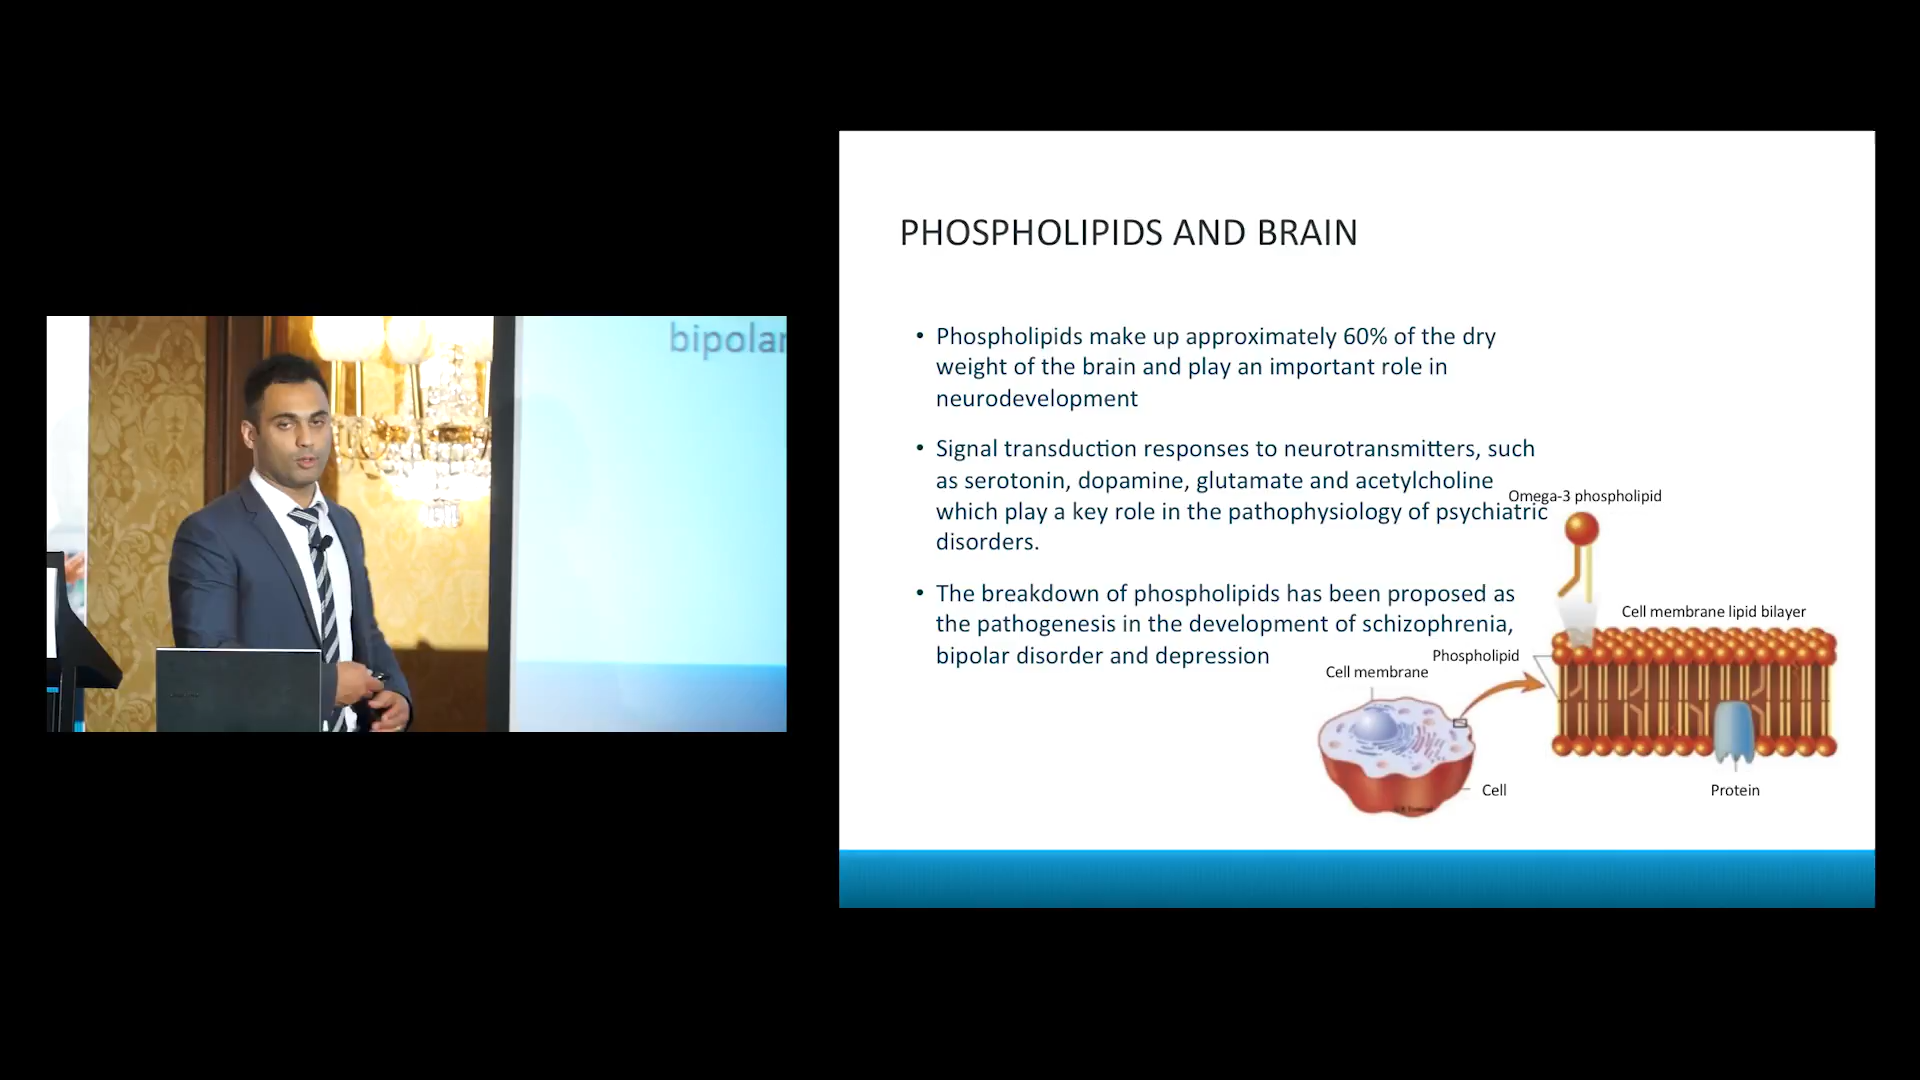 bipolar
PHOSPHOLIPIDS AND BRAIN
• Phospholipids make up approximately 60% of the dry
weight of the brain and play an important role in
neurodevelopment
• Signal transduction responses to neurotransmitters, such
as serotonin, dopamine, glutamate and acetylcholine
which play a key role in the pathophysiology of psychiatric
disorders.
• The breakdown of phospholipids has been proposed as
the pathogenesis in the development of schizophrenia,
bipolar disorder and depression
Omega-3 phospholipid
Cell membrane lipid bilayer
Phospholipid
Cell membrane
Cell
Protein